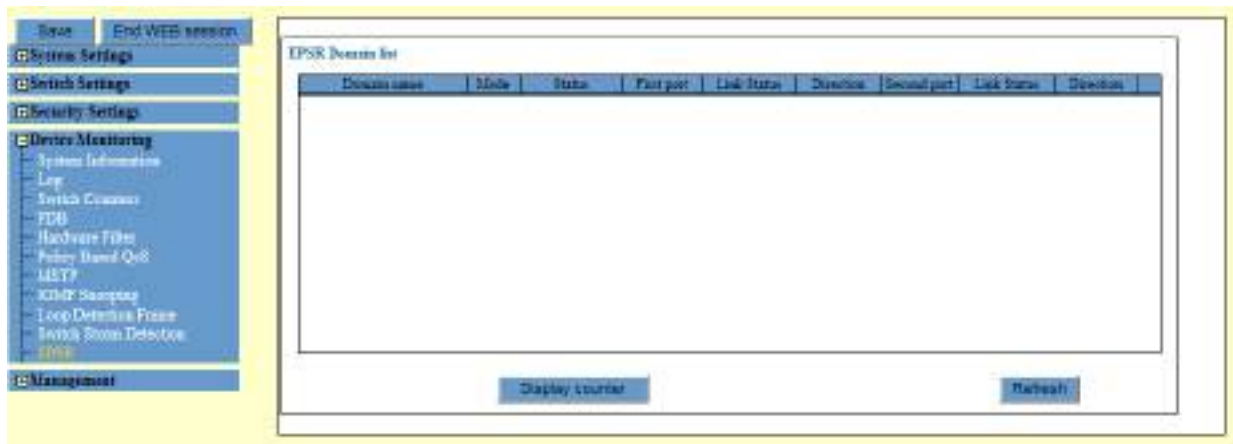 Save End WEB session
System Settings
Switch Settings
Security Settings
Device Monitoring
System Information
Log
Switch Counter
FDB
Hardware Filter
Policy Based QoS
MSTP
IGMP Snooping
Loop Detection Frame
Switch Storm Detection
EPSR
Management
EPSR Domain list
Domain name Mode Status First port Link Status Direction Second port Link Status Direction
Display counter Refresh